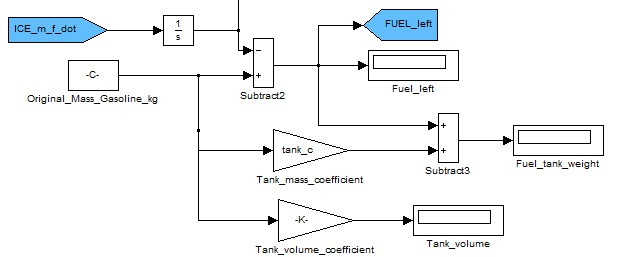 ICE_m_f_dot
1
s
FUEL_left
−
+
Subtract2
Fuel_left
-C-
Original_Mass_Gasoline_kg
+
+
Subtract3
Fuel_tank_weight
tank_c
Tank_mass_coefficient
-K-
Tank_volume_coefficient
Tank_volume